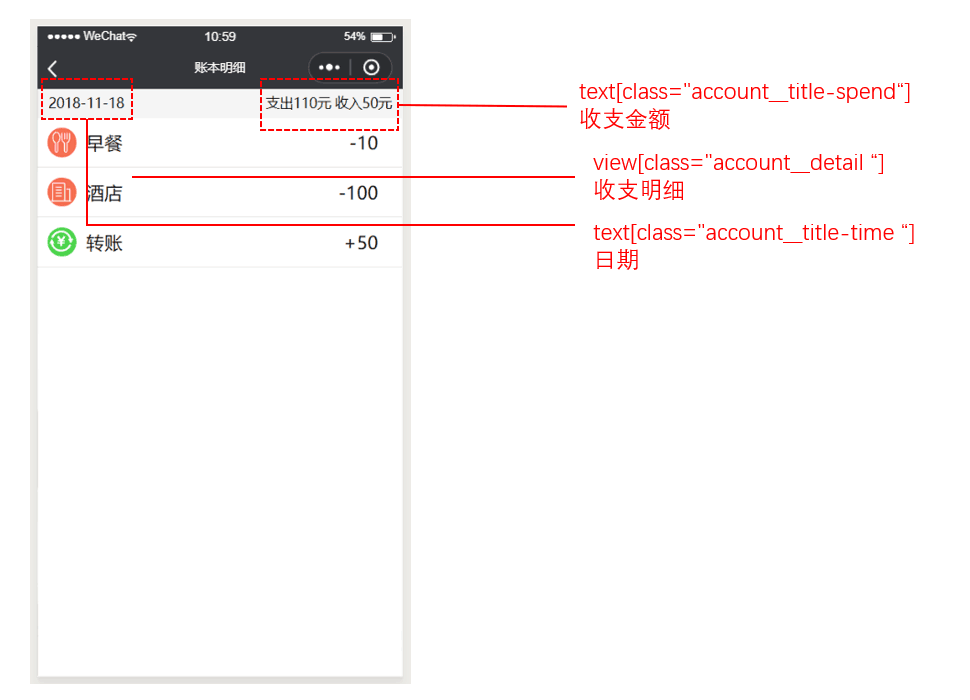 ●●●●● WeChat 10:59 54%
账本明细
2018-11-18 支出110元 收入50元
早餐 -10
酒店 -100
转账 +50
text[class="account__title-spend“]
收支金额
view[class="account__detail “]
收支明细
text[class="account__title-time “]
日期